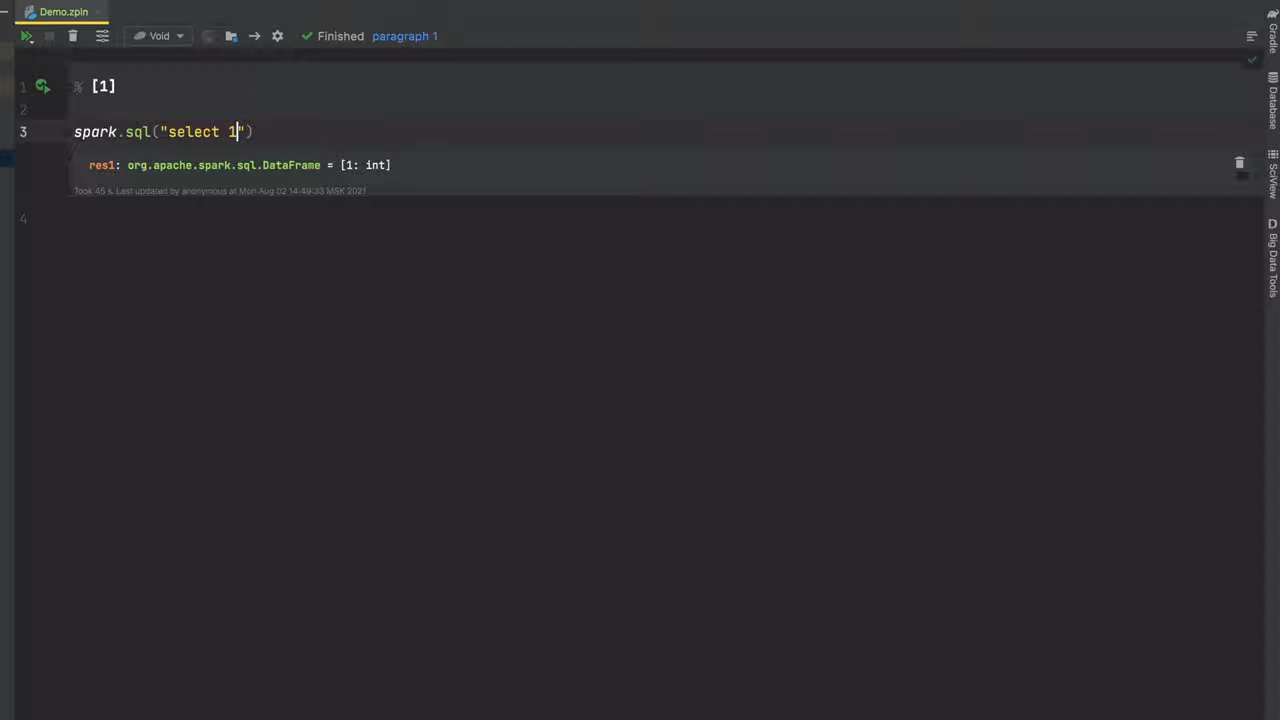 Demo.zpln
Void
Finished paragraph 1
1 % [1]
2
3 spark.sql("select 1")
res1: org.apache.spark.sql.DataFrame = [1: int]
Took 45 s. Last updated by anonymous at Mon Aug 02 14:49:33 MSK 2021
4
Gradle
Database
SciView
D Big Data Tools